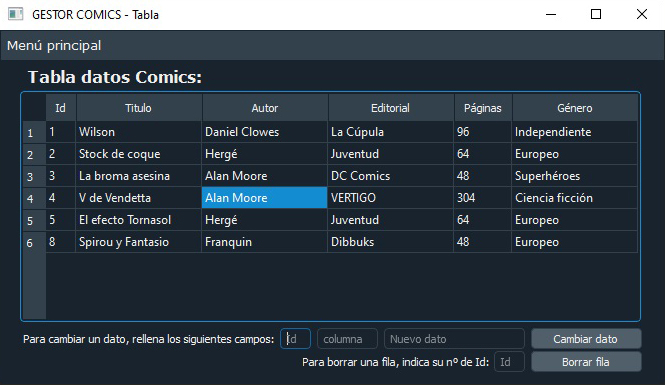 GESTOR COMICS - Tabla
Menú principal
Tabla datos Comics:
Id Titulo Autor Editorial Páginas Género
1 1 Wilson Daniel Clowes La Cúpula 96 Independiente
2 2 Stock de coque Hergé Juventud 64 Europeo
3 3 La broma asesina Alan Moore DC Comics 48 Superhéroes
4 4 V de Vendetta Alan Moore VERTIGO 304 Ciencia ficción
5 5 El efecto Tornasol Hergé Juventud 64 Europeo
6 8 Spirou y Fantasio Franquin Dibbuks 48 Europeo
Para cambiar un dato, rellena los siguientes campos: Id columna Nuevo dato Cambiar dato
Para borrar una fila, indica su nº de Id: Id Borrar fila